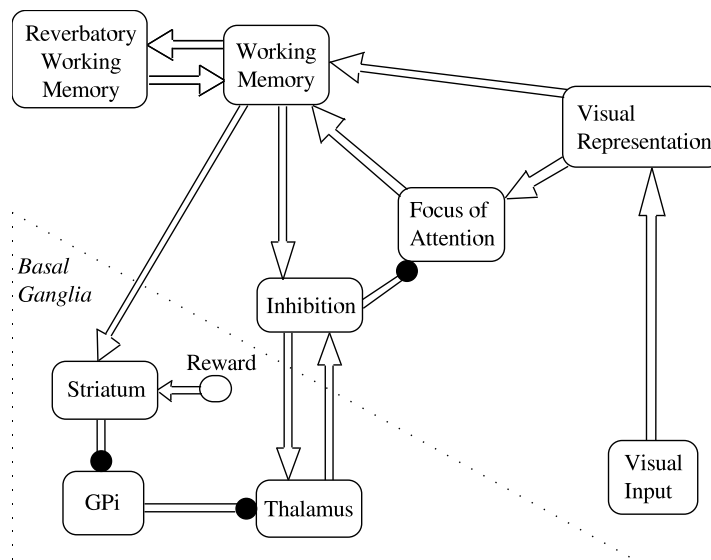 Reverbatory
Working
Memory
Working
Memory
Visual
Representation
Focus of
Attention
Basal
Ganglia
Inhibition
Reward
Striatum
Visual
Input
GPi
Thalamus